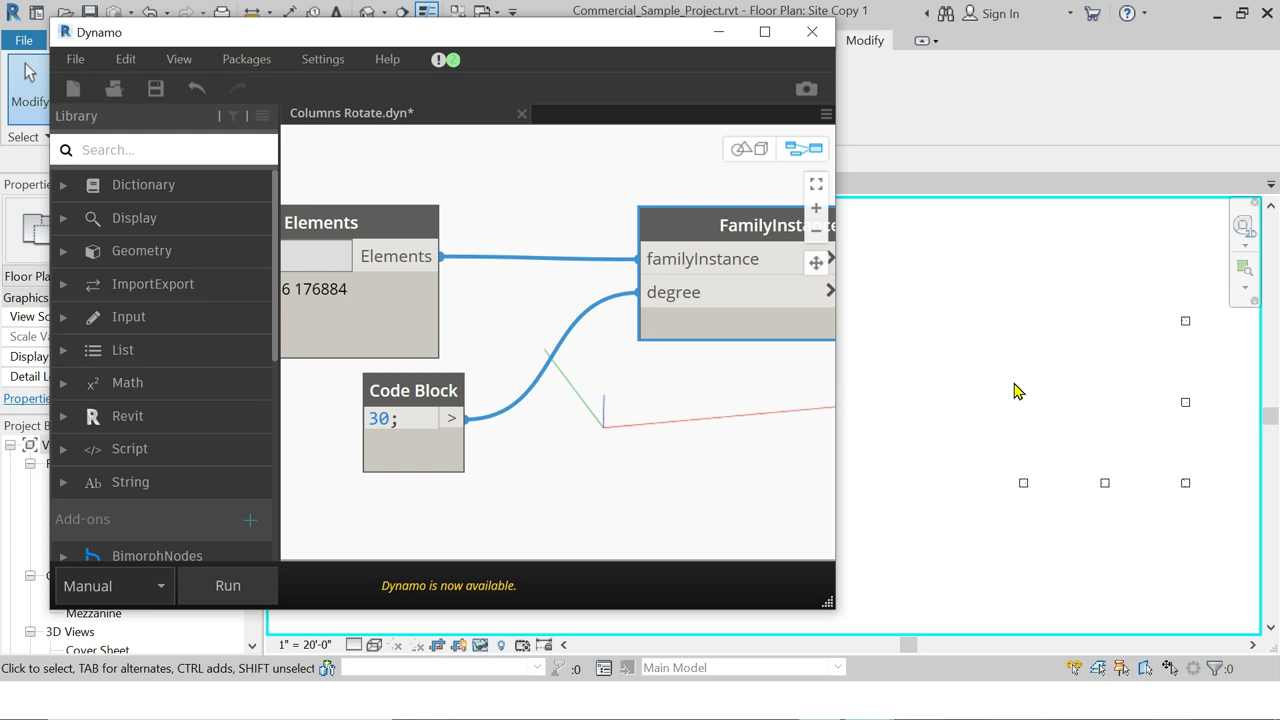 Commercial_Sample_Project.rvt - Floor Plan: Site Copy 1
Sign In
File
Modify
Modify
Select
Dynamo
File Edit View Packages Settings Help
Library
Search...
Columns Rotate.dyn*
Dictionary
Display
Geometry
ImportExport
Input
List
Math
Revit
Script
String
Add-ons
BimorphNodes
Manual
Run
Dynamo is now available.
Elements
Elements
6 176884
Code Block
30; >
familyInstance
degree
Floor Pla
Graphics
View Sc
Scale Va
Display
Detail L
Mezzanine
3D Views
Cover Sheet
1" = 20'-0"
Click to select, TAB for alternates, CTRL adds, SHIFT unselect
:0
Main Model
:0